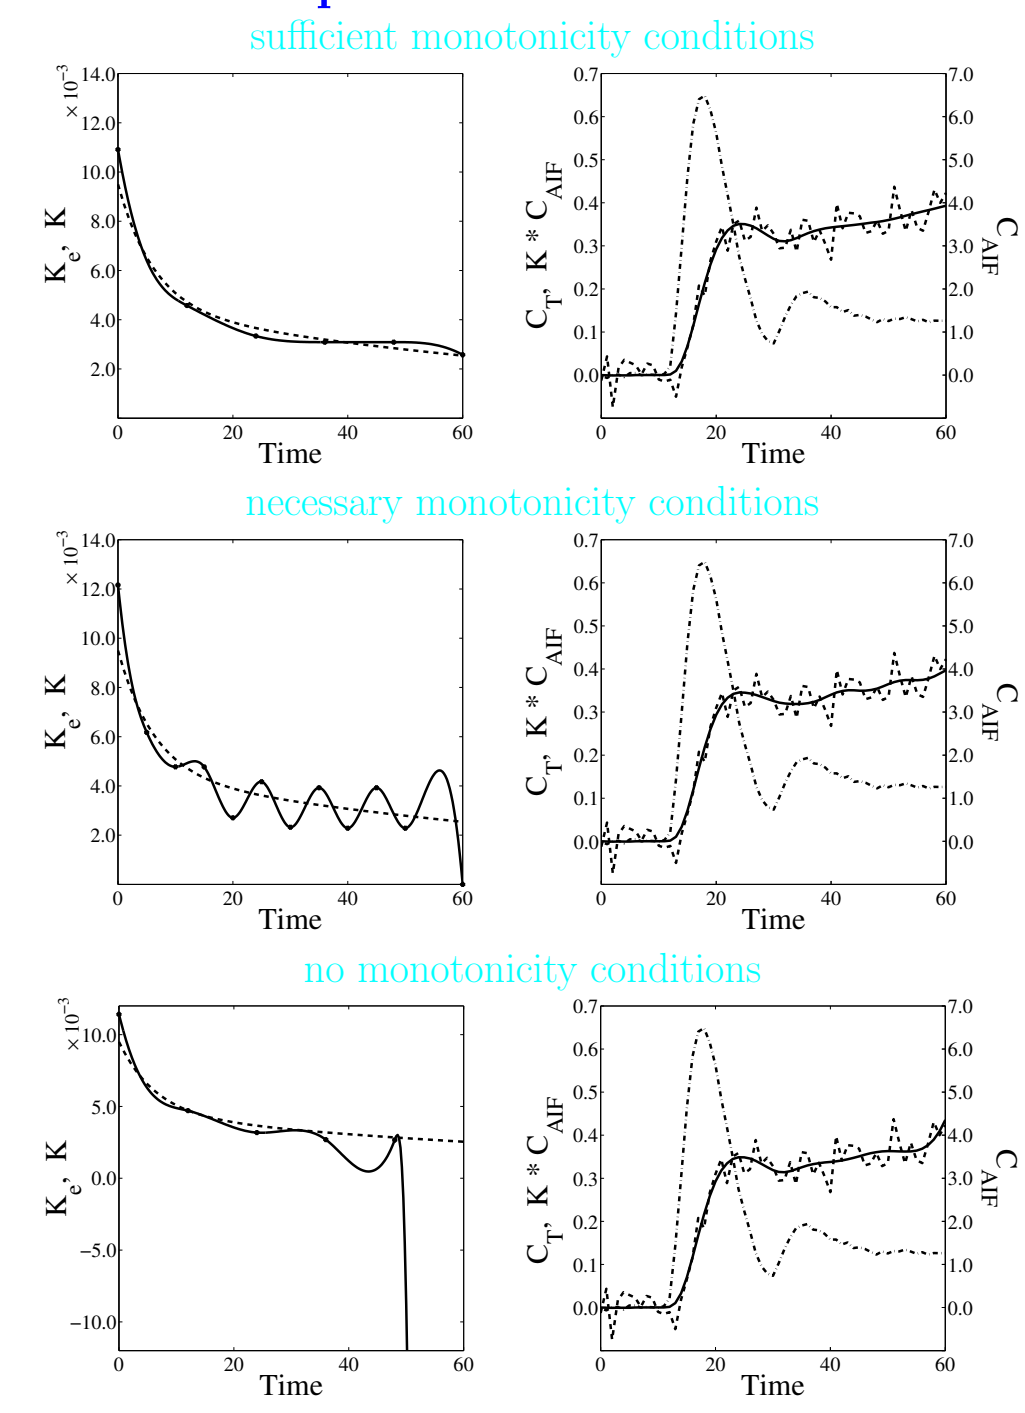 sufficient monotonicity conditions
×10⁻³
14.0
12.0
10.0
8.0
6.0
4.0
2.0
K_e, K
0 20 40 60
Time
0.7
0.6
0.5
0.4
0.3
0.2
0.1
0.0
C_T, K * C_AIF
7.0
6.0
5.0
4.0
3.0
2.0
1.0
0.0
C_AIF
0 20 40 60
Time
necessary monotonicity conditions
×10⁻³
14.0
12.0
10.0
8.0
6.0
4.0
2.0
K_e, K
0 20 40 60
Time
0.7
0.6
0.5
0.4
0.3
0.2
0.1
0.0
C_T, K * C_AIF
7.0
6.0
5.0
4.0
3.0
2.0
1.0
0.0
C_AIF
0 20 40 60
Time
no monotonicity conditions
×10⁻³
10.0
5.0
0.0
−5.0
−10.0
K_e, K
0 20 40 60
Time
0.7
0.6
0.5
0.4
0.3
0.2
0.1
0.0
C_T, K * C_AIF
7.0
6.0
5.0
4.0
3.0
2.0
1.0
0.0
C_AIF
0 20 40 60
Time